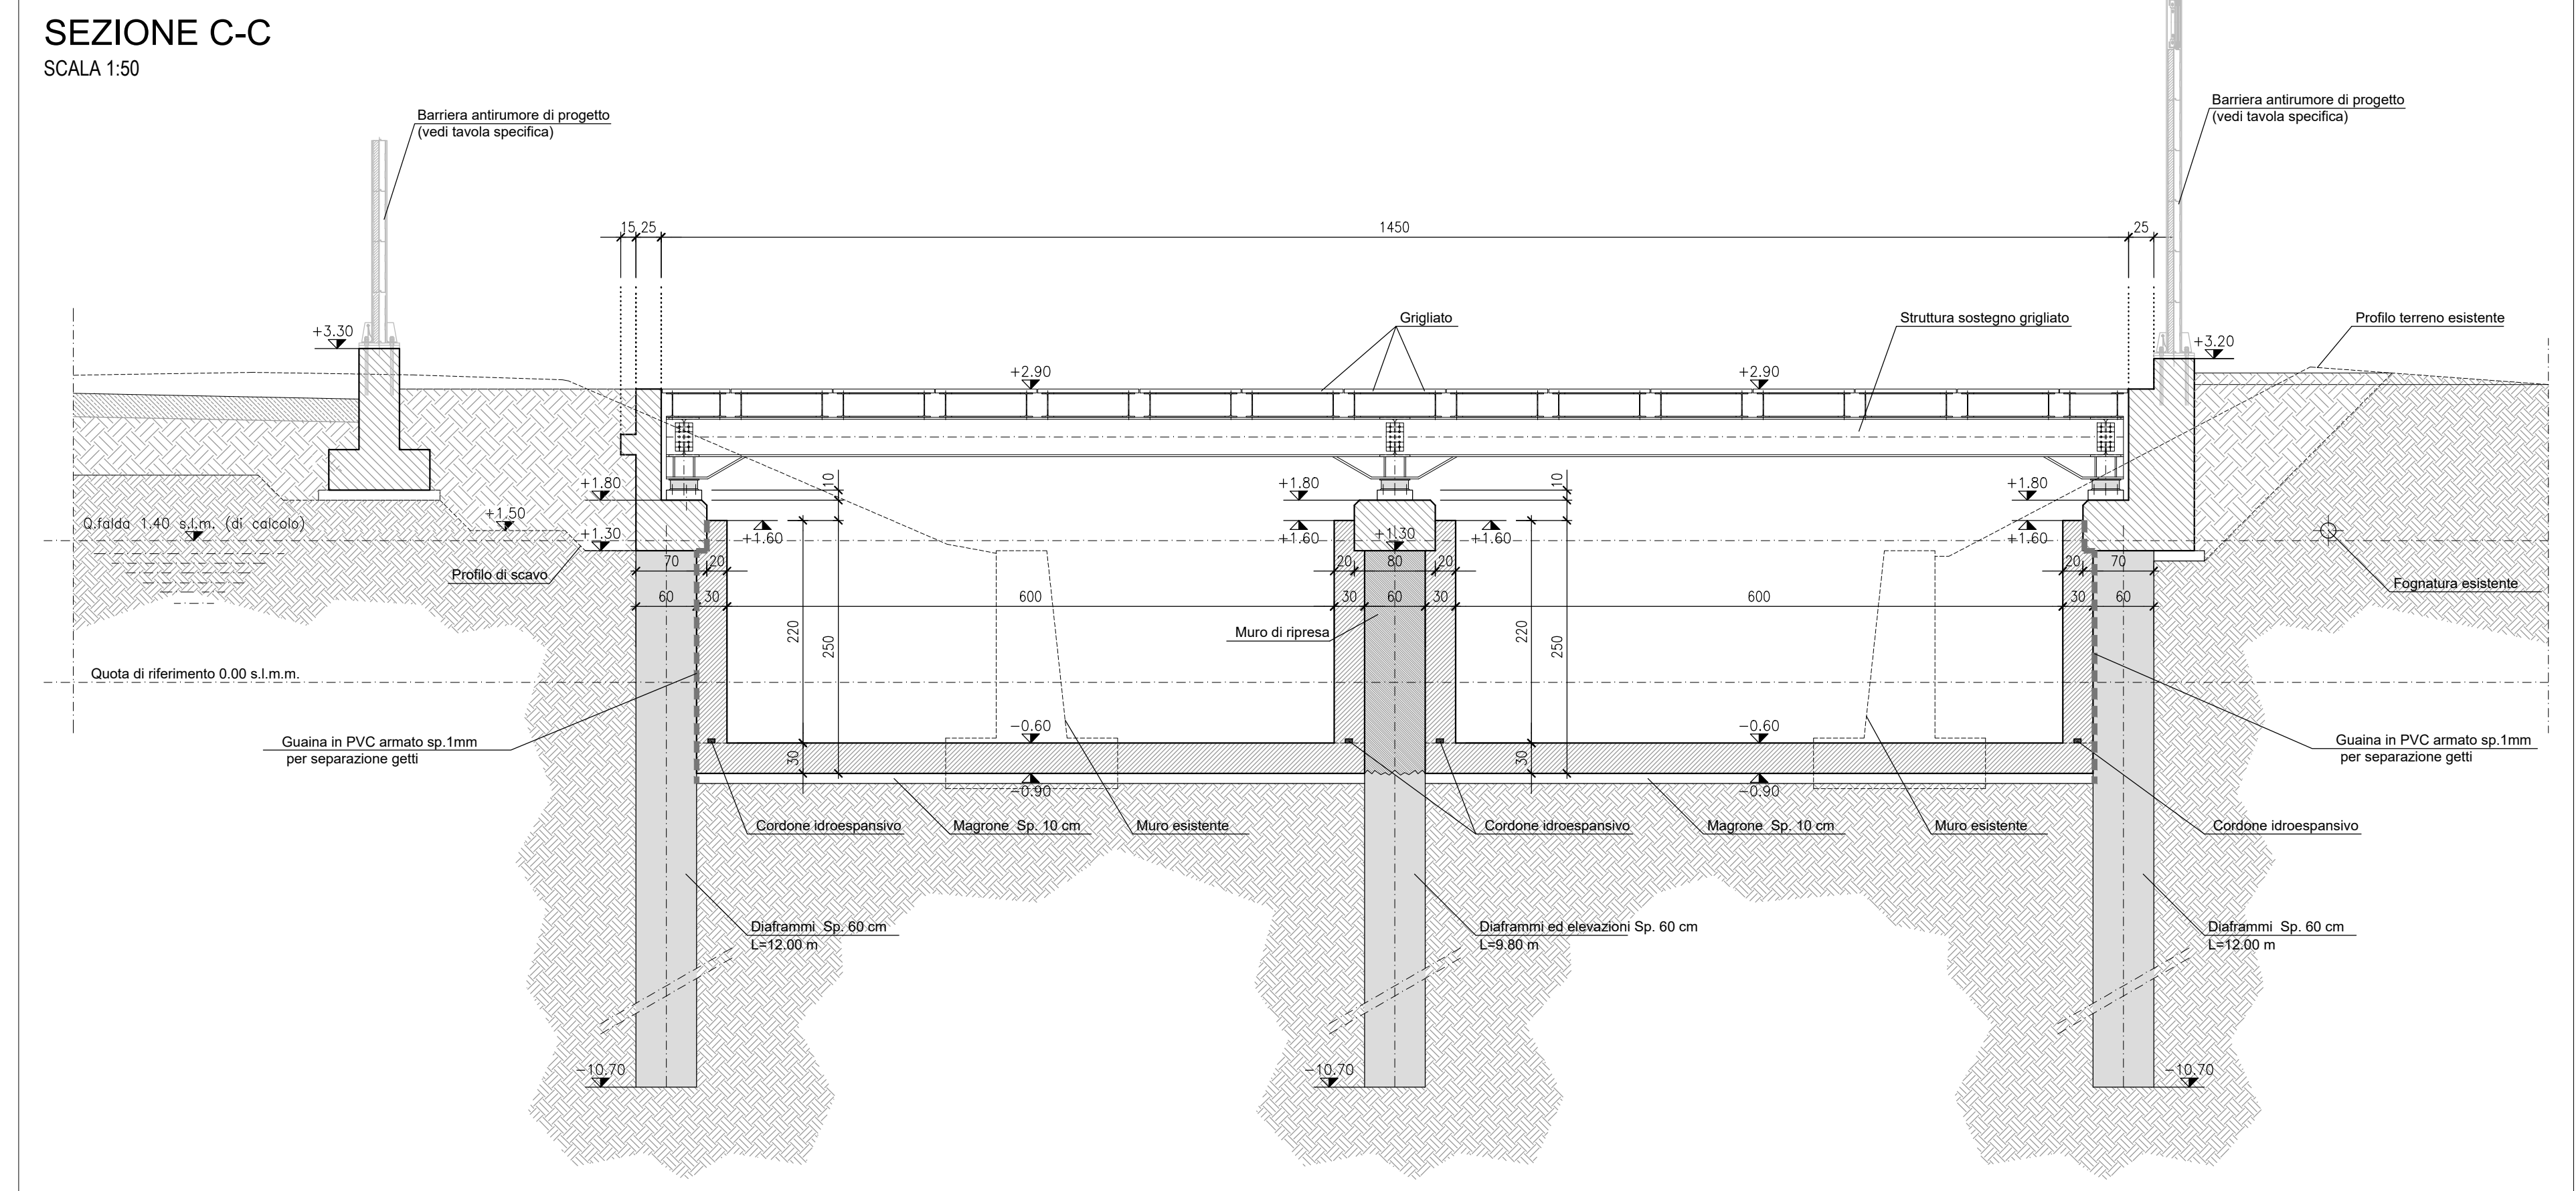 SEZIONE C-C
SCALA 1:50
Barriera antirumore di progetto
(vedi tavola specifica)
Barriera antirumore di progetto
(vedi tavola specifica)
15 25 1450 25
Grigliato
Struttura sostegno grigliato
Profilo terreno esistente
+3.30
+3.20
+2.90
+2.90
10
10
+1.80
+1.80
+1.80
+1.50
Q.falda 1.40 s.l.m. (di calcolo)
+1.30
+1.60
+1.60
+1.30
+1.60
+1.60
Profilo di scavo
70 20
20 80 20
20 70
Fognatura esistente
60 30 600 30 60 30 600 30 60
220
250
220
250
Muro di ripresa
Quota di riferimento 0.00 s.l.m.m.
Guaina in PVC armato sp.1mm
per separazione getti
Guaina in PVC armato sp.1mm
per separazione getti
-0.60
-0.60
30
30
-0.90
-0.90
Cordone idroespansivo
Magrone Sp. 10 cm
Muro esistente
Cordone idroespansivo
Magrone Sp. 10 cm
Muro esistente
Cordone idroespansivo
Diaframmi Sp. 60 cm
L=12.00 m
Diaframmi ed elevazioni Sp. 60 cm
L=9.80 m
Diaframmi Sp. 60 cm
L=12.00 m
-10.70
-10.70
-10.70